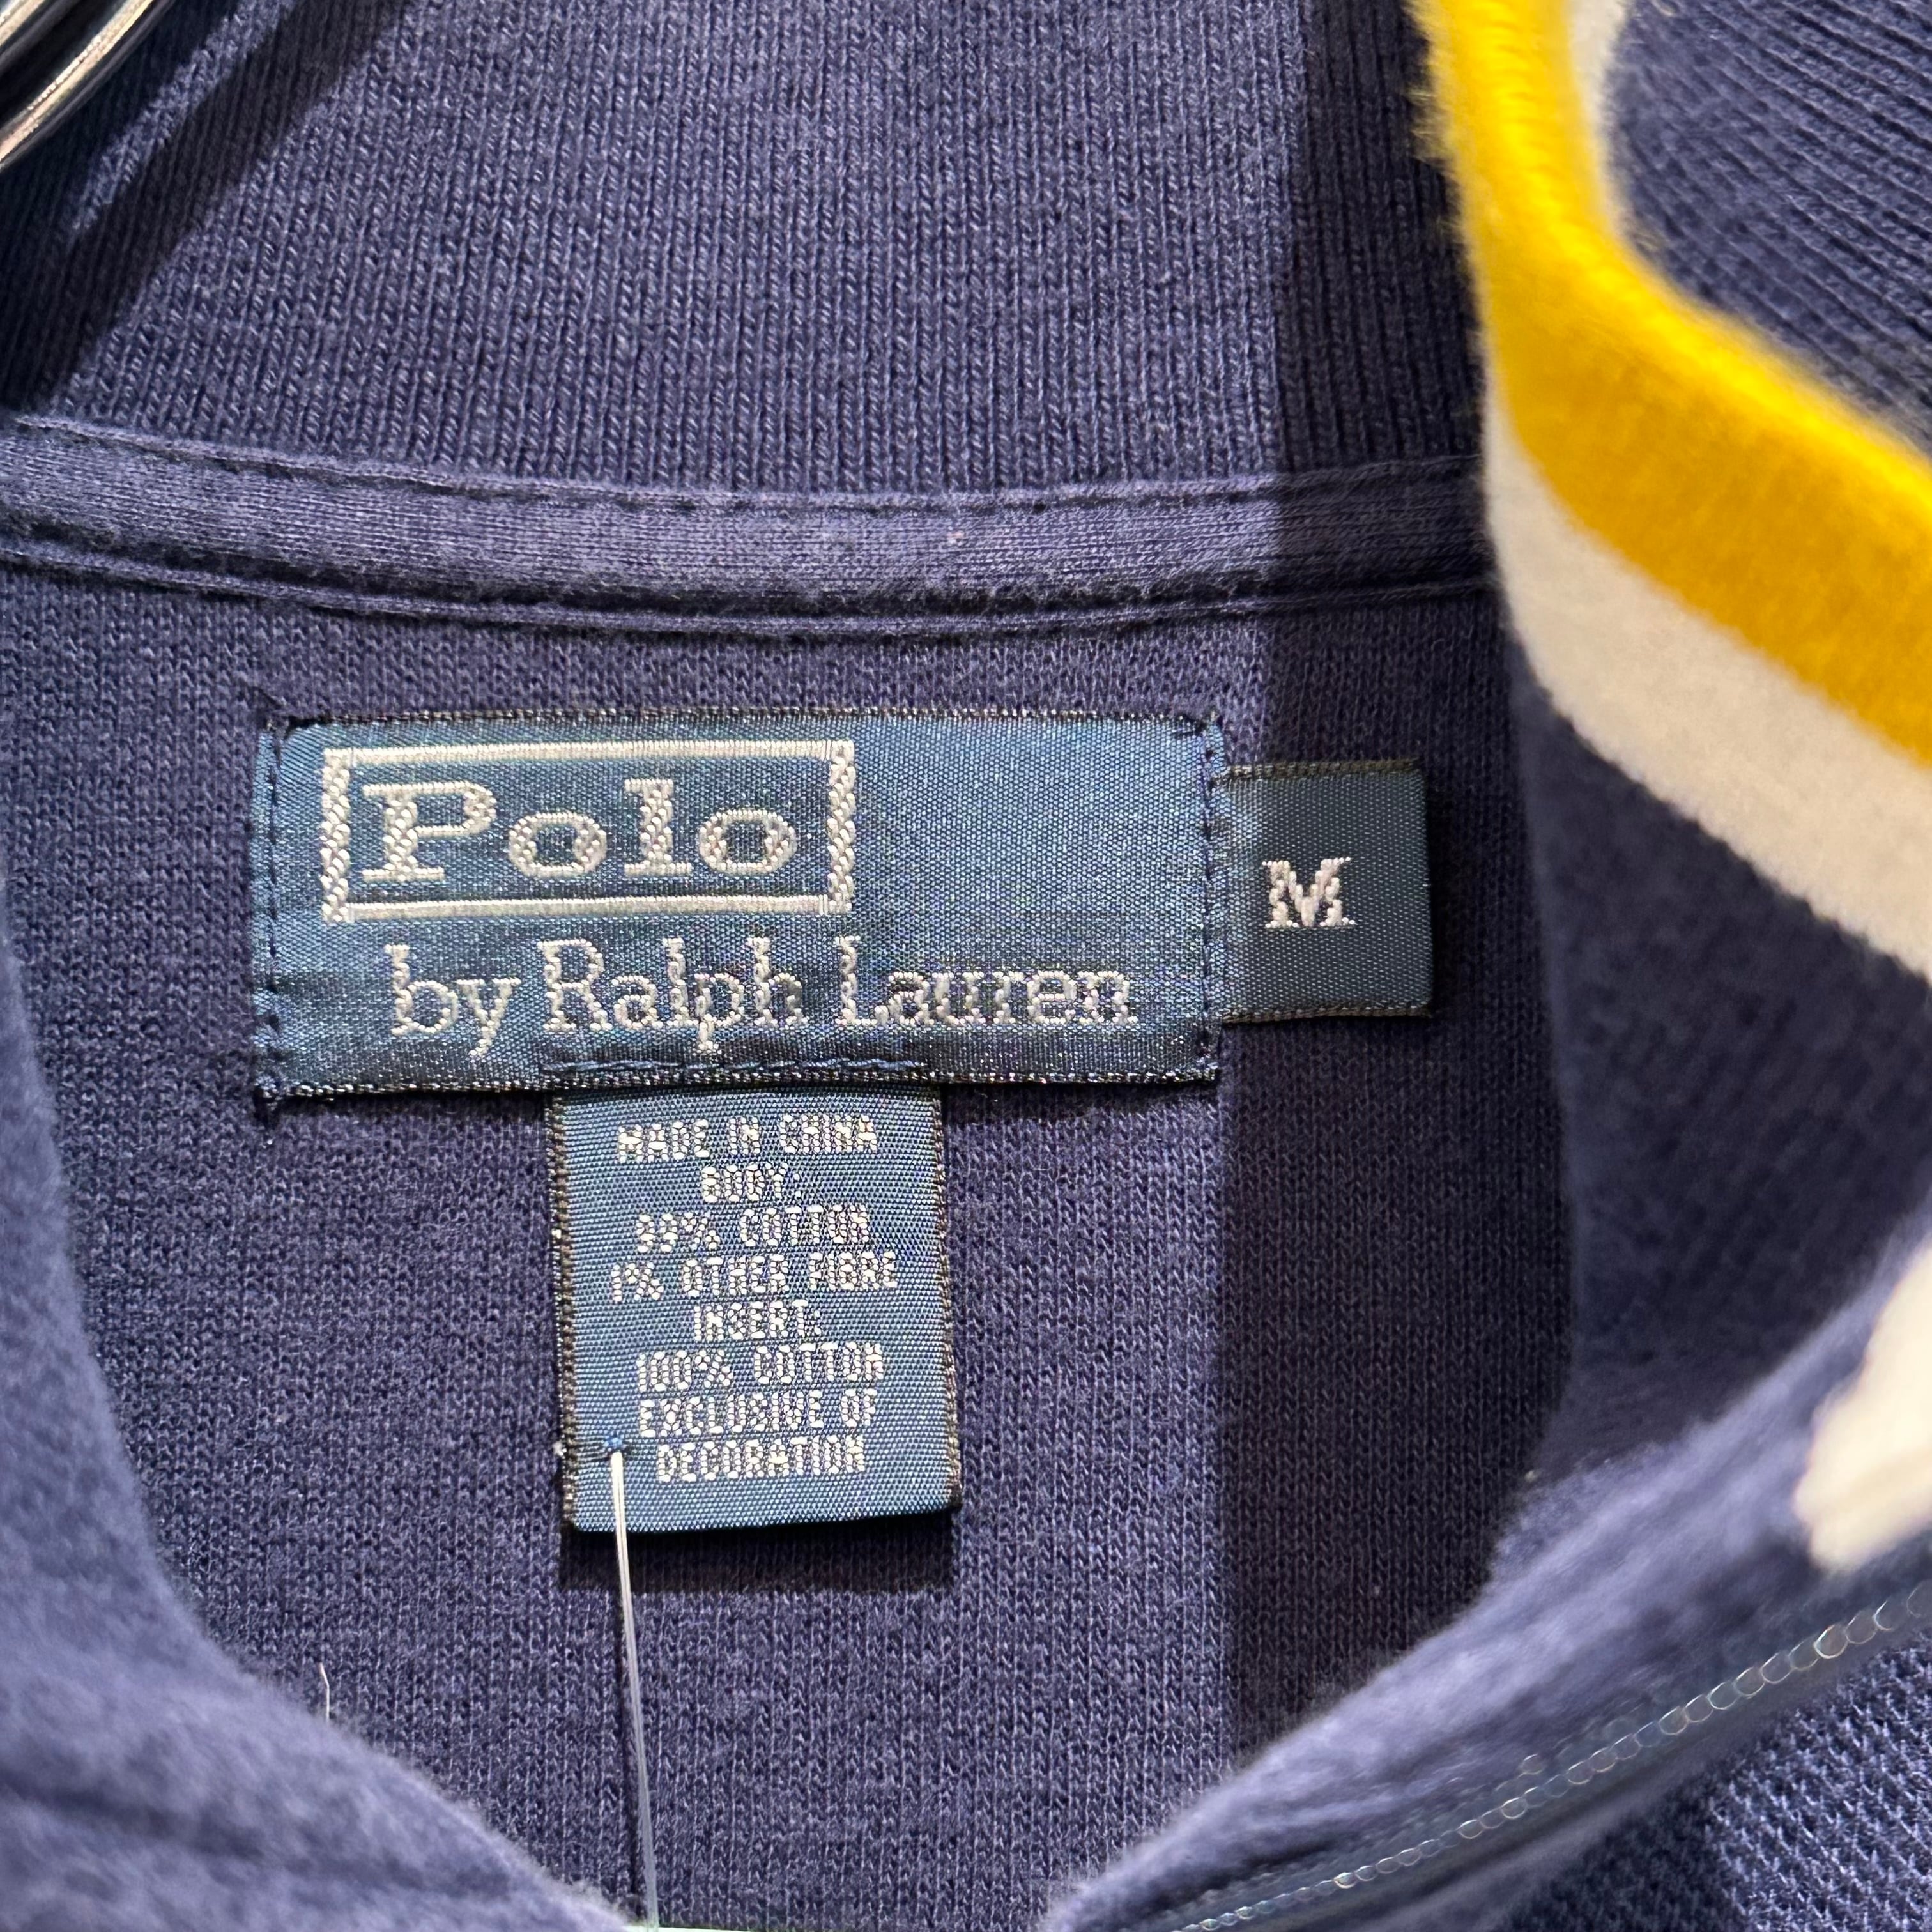 Polo
by Ralph Lauren
M
MADE IN CHINA
BODY:
99% COTTON
1% OTHER FIBRE
INSERT:
100% COTTON
EXCLUSIVE OF
DECORATION